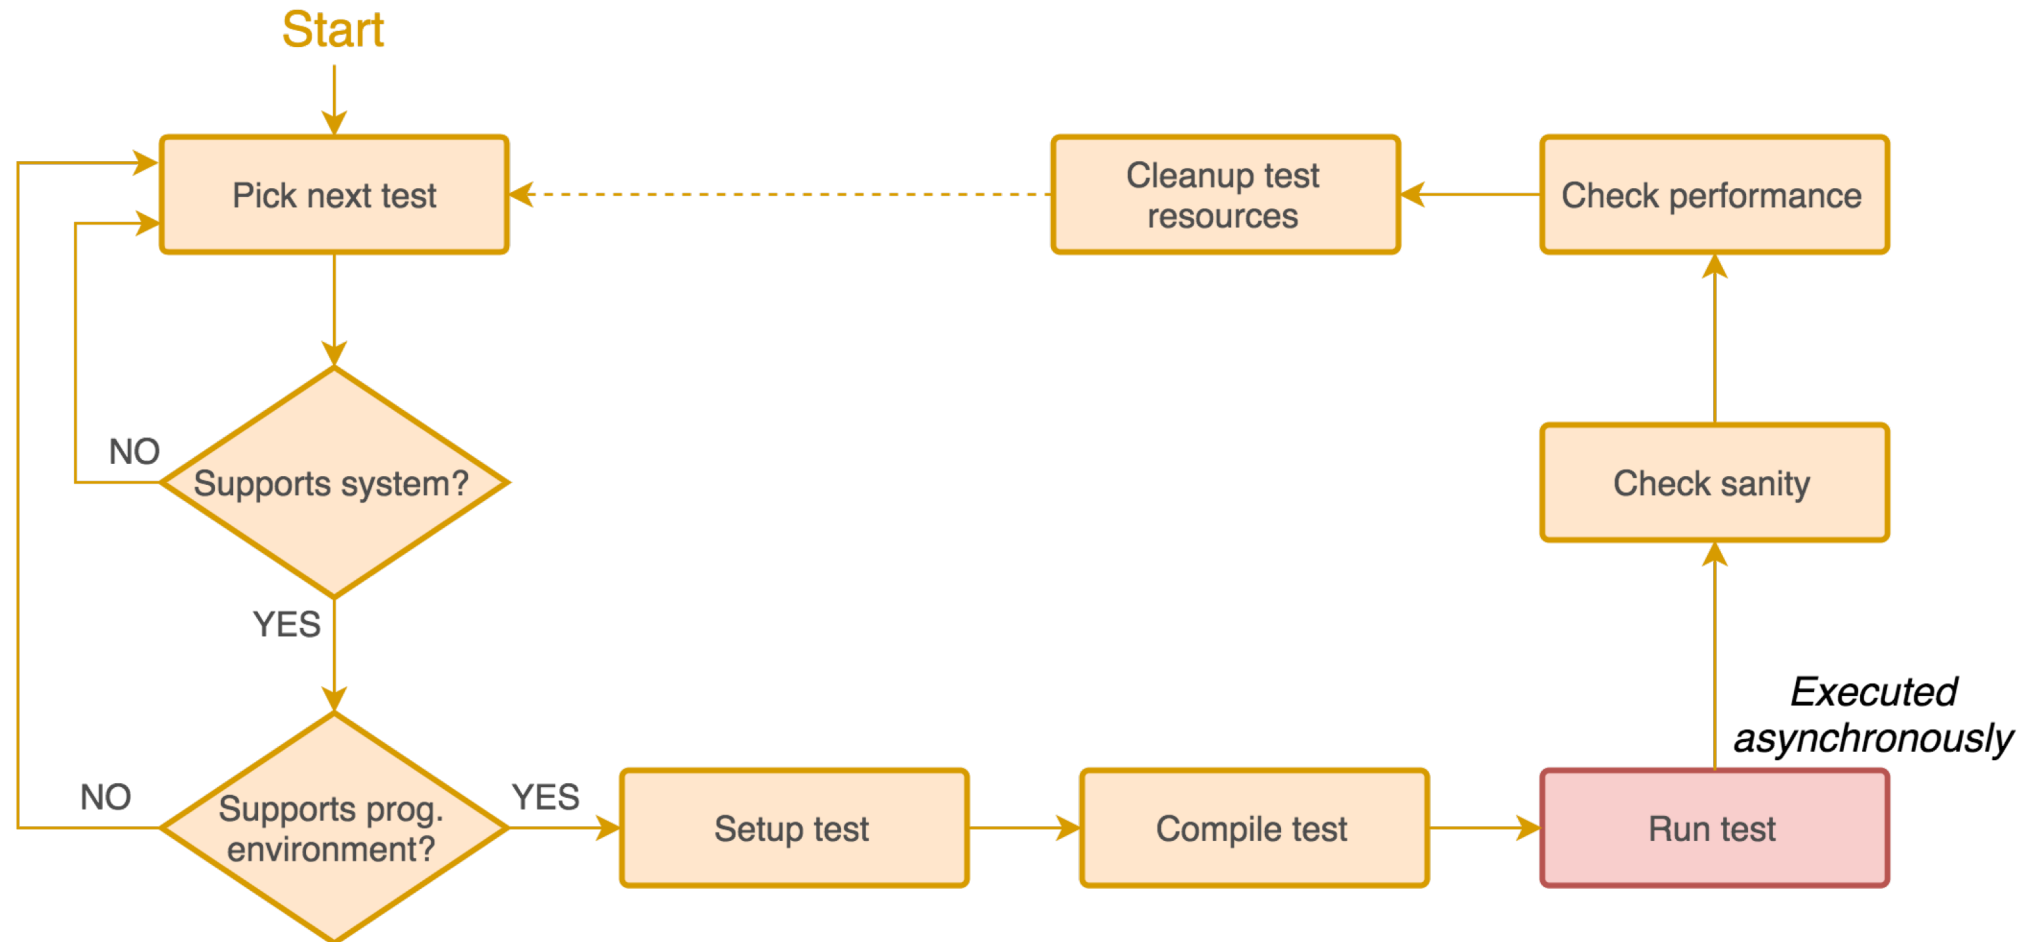 Start
Pick next test
Cleanup test
resources
Check performance
NO
Supports system?
Check sanity
YES
Executed
asynchronously
NO
Supports prog.
environment?
YES
Setup test
Compile test
Run test